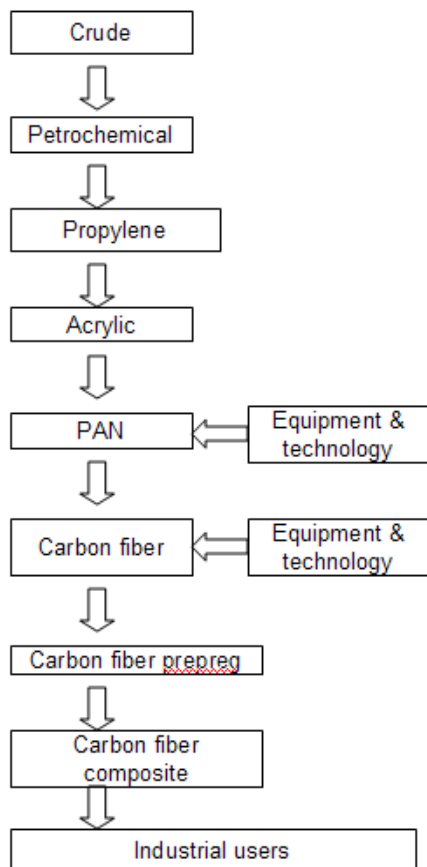 Crude
Petrochemical
Propylene
Acrylic
PAN
Equipment &
technology
Carbon fiber
Equipment &
technology
Carbon fiber prepreg
Carbon fiber
composite
Industrial users